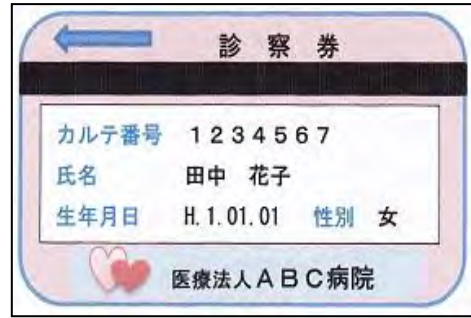 診察券
カルテ番号 1234567
氏名 田中 花子
生年月日 H.1.01.01 性別 女
医療法人ABC病院